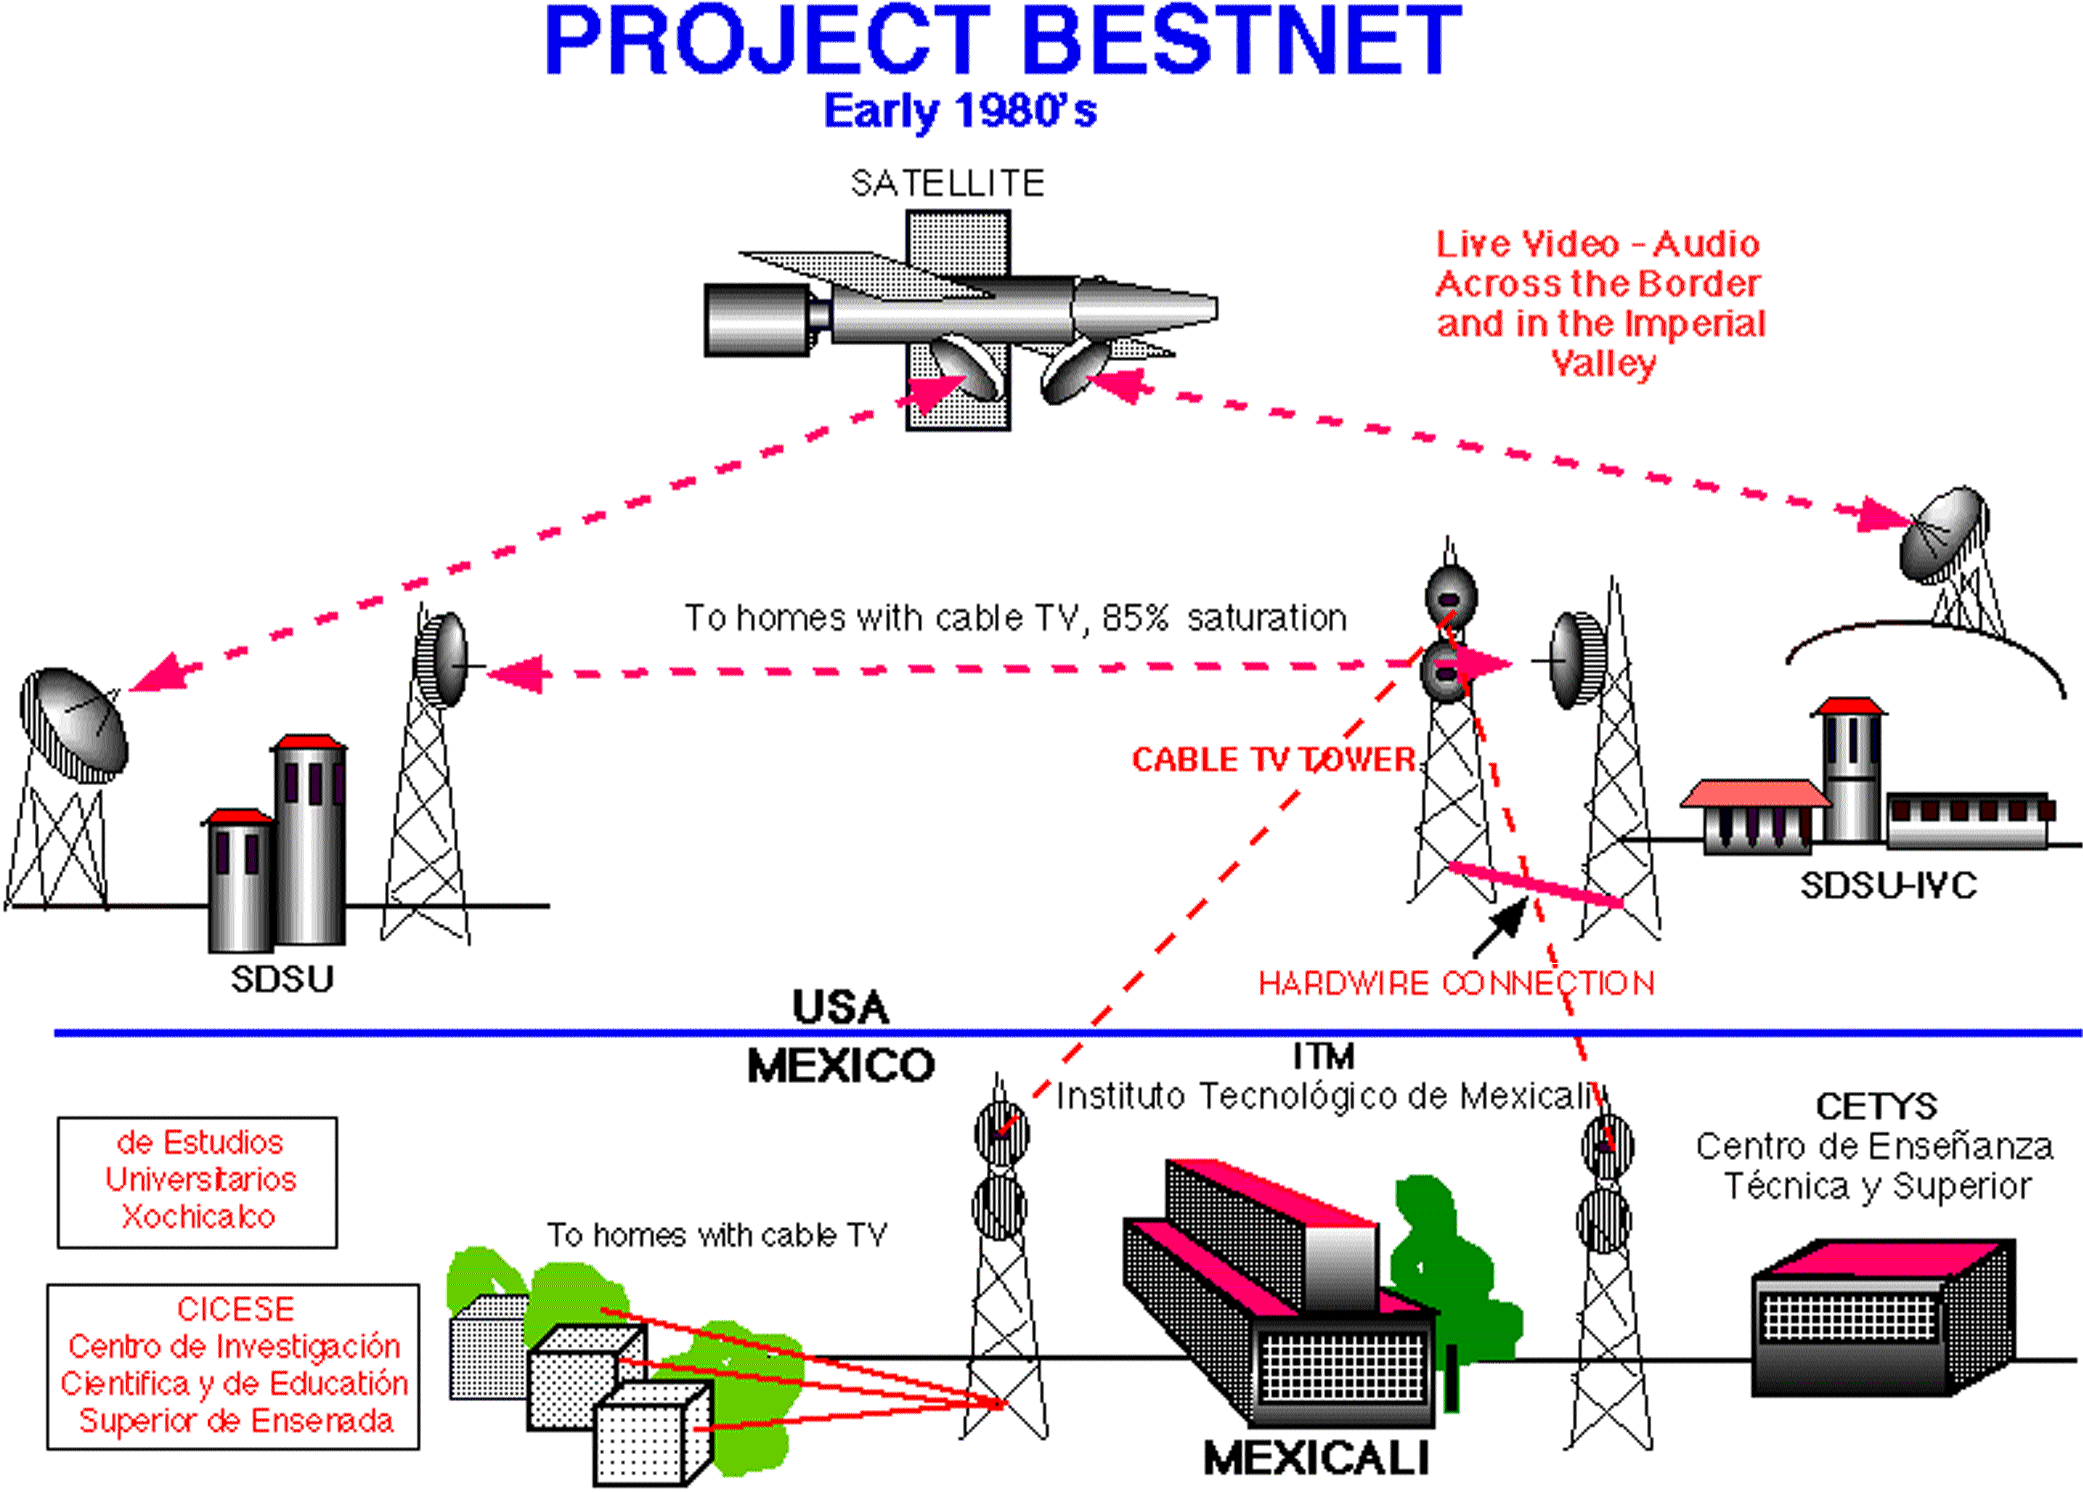 PROJECT BESTNET
Early 1980's
SATELLITE
Live Video - Audio
Across the Border
and in the Imperial
Valley
To homes with cable TV, 85% saturation
CABLE TV TOWER
SDSU-IVC
SDSU
HARDWIRE CONNECTION
USA
MEXICO
ITM
Instituto Tecnológico de Mexicali
CETYS
Centro de Enseñanza
Técnica y Superior
de Estudios
Universitarios
Xochicalco
To homes with cable TV
CICESE
Centro de Investigación
Cientifica y de Educatión
Superior de Ensenada
MEXICALI